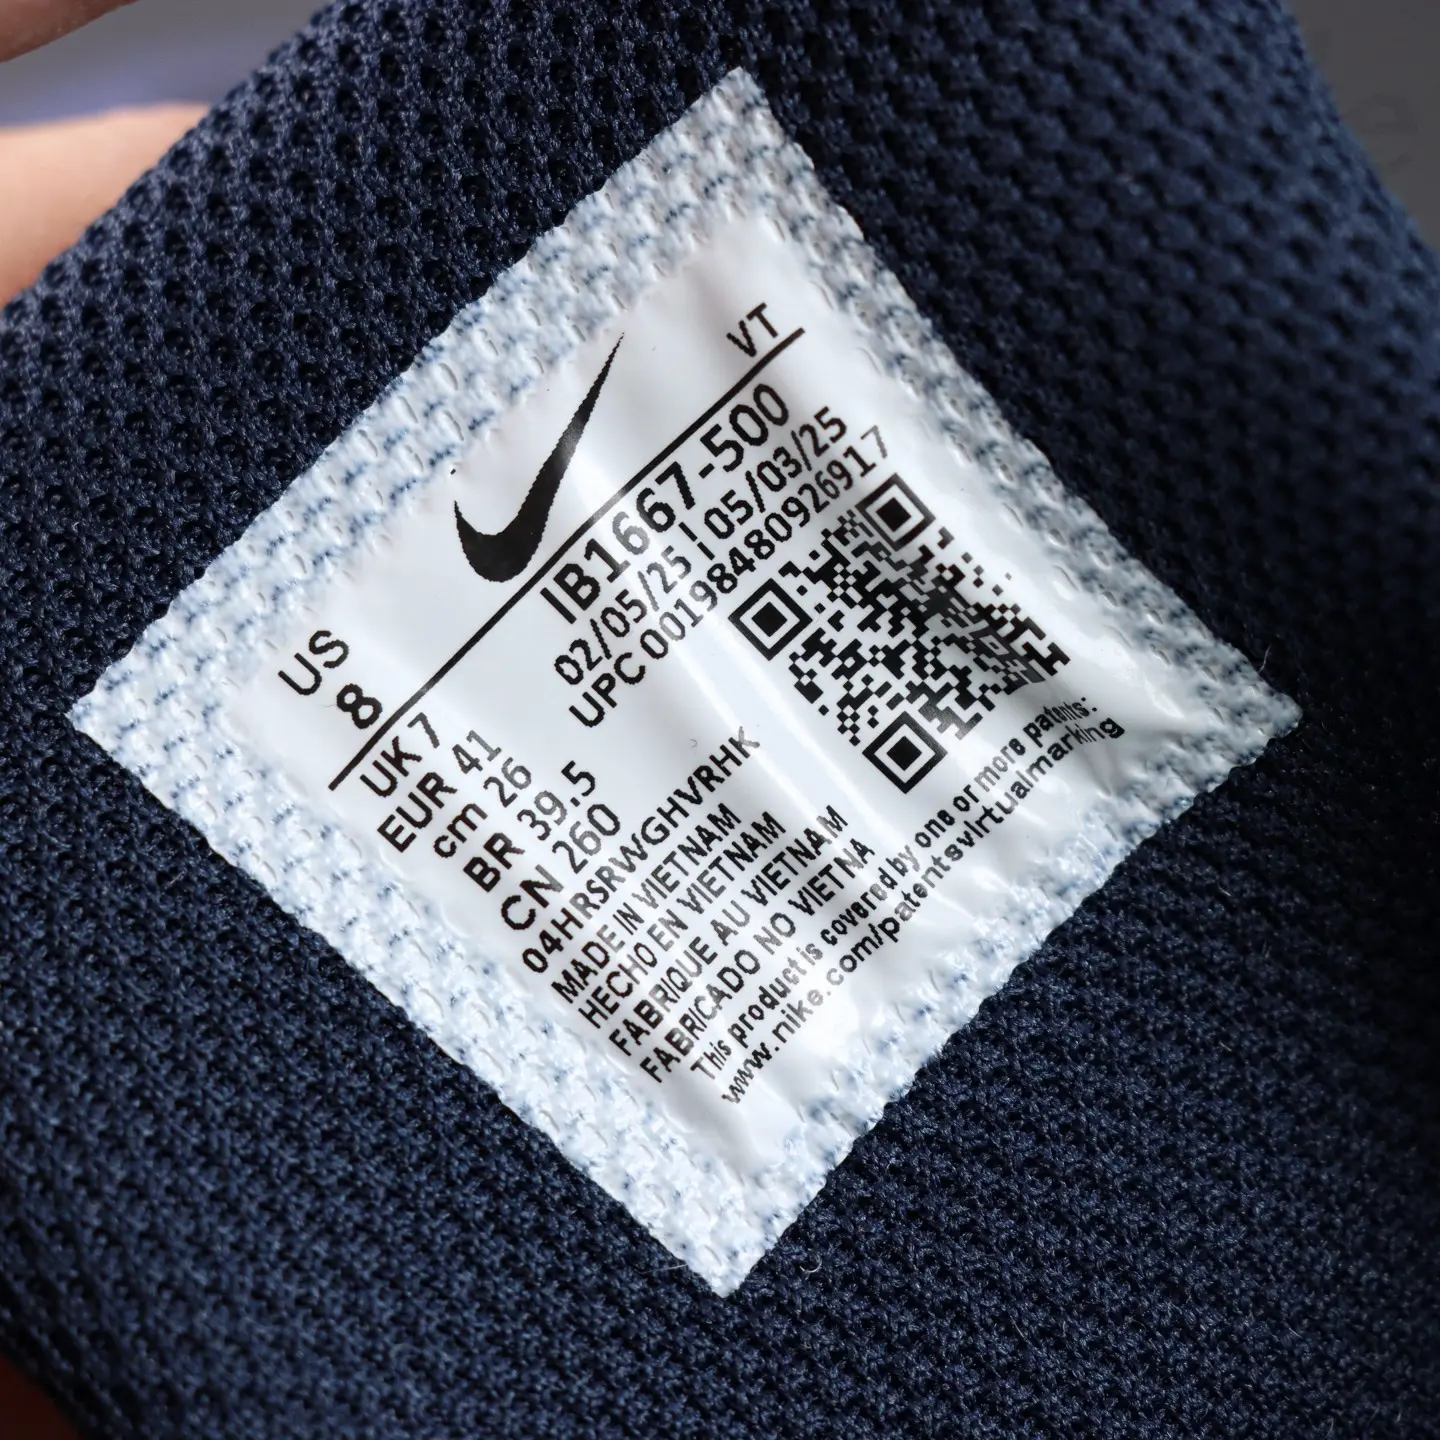 VT
US
8
IB1667-500
02/05/25 | 05/03/25
UPC 00198480926917
UK 7
EUR 41
cm 26
BR 39.5
CN 260
04HRSRWGHVRHK
MADE IN VIETNAM
HECHO EN VIETNAM
FABRIQUE AU VIETNAM
FABRICADO NO VIETNA
This product is covered by one or more patents:
www.nike.com/patentsvirtualmarking